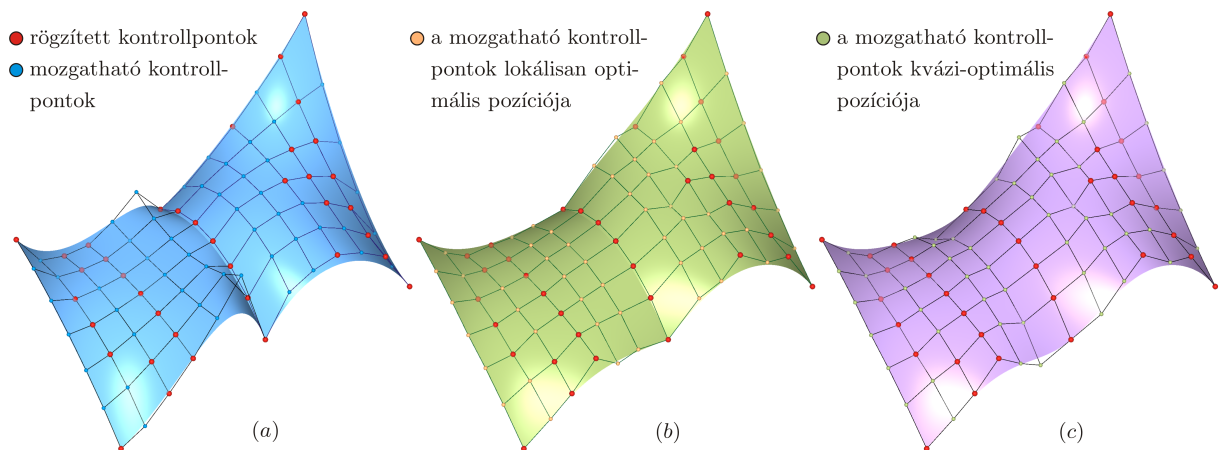 rögzített kontrollpontok
mozgatható kontroll-
pontok
a mozgatható kontroll-
pontok lokálisan opti-
mális pozíciója
a mozgatható kontroll-
pontok kvázi-optimális
pozíciója
(a)
(b)
(c)